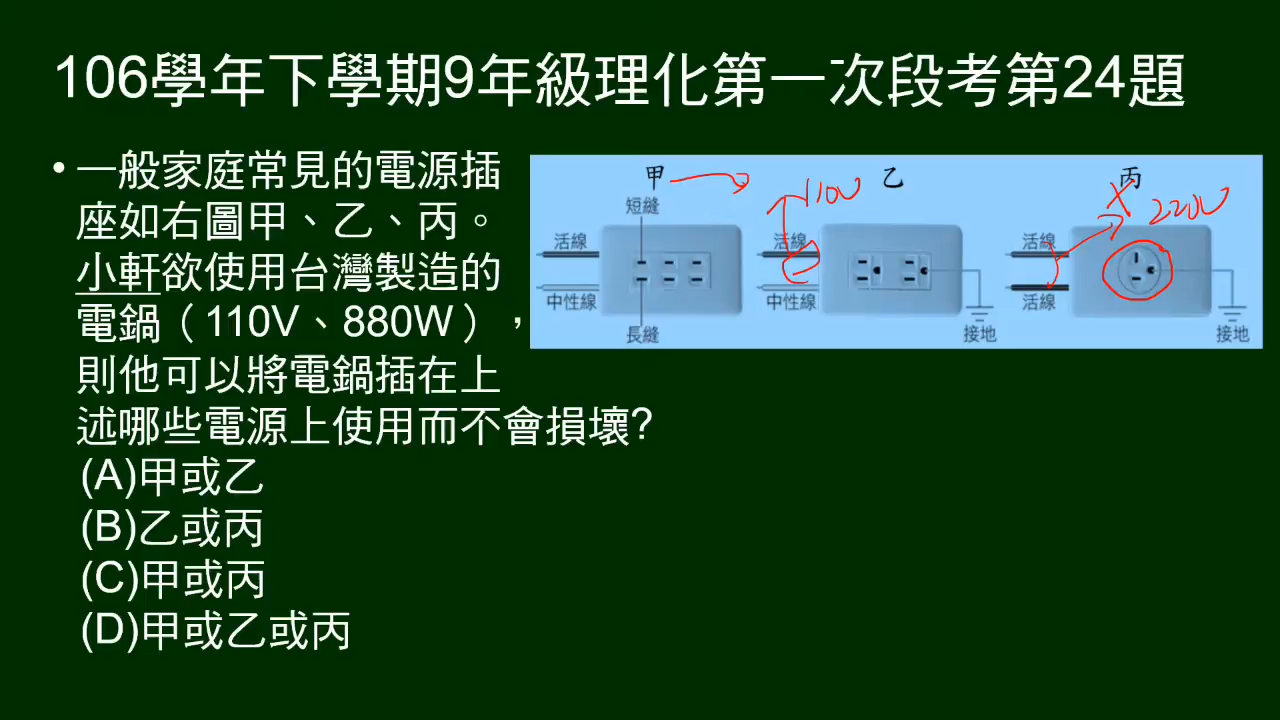 106學年下學期9年級理化第一次段考第24題
• 一般家庭常見的電源插
座如右圖甲、乙、丙。
小軒欲使用台灣製造的
電鍋（110V、880W），
則他可以將電鍋插在上
述哪些電源上使用而不會損壞?
(A)甲或乙
(B)乙或丙
(C)甲或丙
(D)甲或乙或丙
甲
短縫
活線
中性線
長縫
乙
110V
活線
中性線
接地
丙
X 220V
活線
活線
接地